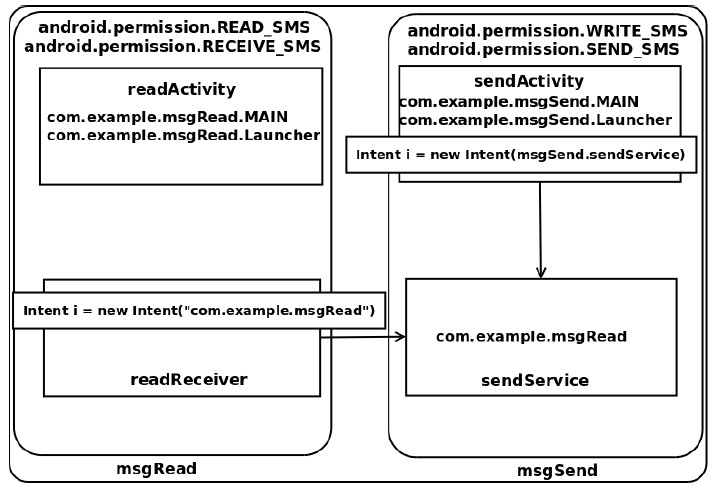 android.permission.READ_SMS
android.permission.RECEIVE_SMS
readActivity
com.example.msgRead.MAIN
com.example.msgRead.Launcher
Intent i = new Intent("com.example.msgRead")
readReceiver
msgRead
android.permission.WRITE_SMS
android.permission.SEND_SMS
sendActivity
com.example.msgSend.MAIN
com.example.msgSend.Launcher
Intent i = new Intent(msgSend.sendService)
com.example.msgRead
sendService
msgSend